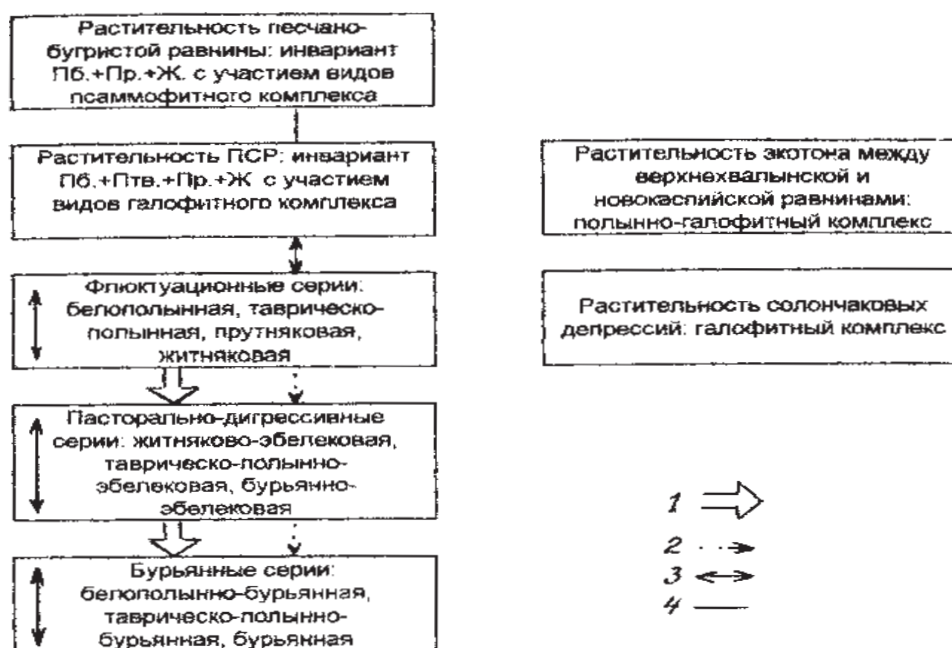 Растительность песчано-
бугристой равнины: инвариант
Пб.+Пр.+Ж. с участием видов
псаммофитного комплекса
Растительность ПСР: инвариант
Пб.+Птв.+Пр.+Ж с участием
видов галофитного комплекса
Растительность экотона между
верхнехвалынской и
новокаспийской равнинами:
полынно-галофитный комплекс
Флюктуационные серии:
белополынная, таврическо-
полынная, прутняковая,
житняковая
Растительность солончаковых
депрессий: галофитный комплекс
Пасторально-дигрессивные
серии: житняково-эбелековая,
таврическо-полынно-
эбелековая, бурьянно-
эбелековая
Бурьянные серии:
белополынно-бурьянная,
таврическо-полынно-
бурьянная, бурьянная
1
2
3
4